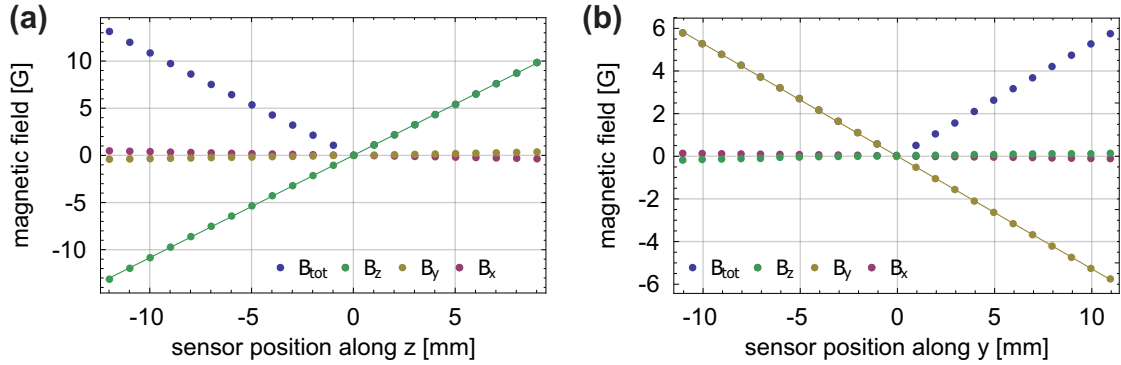 (a)
magnetic field [G]
10
5
0
-5
-10
B_tot B_z B_y B_x
-10 -5 0 5
sensor position along z [mm]
(b)
magnetic field [G]
6
4
2
0
-2
-4
-6
B_tot B_z B_y B_x
-10 -5 0 5 10
sensor position along y [mm]